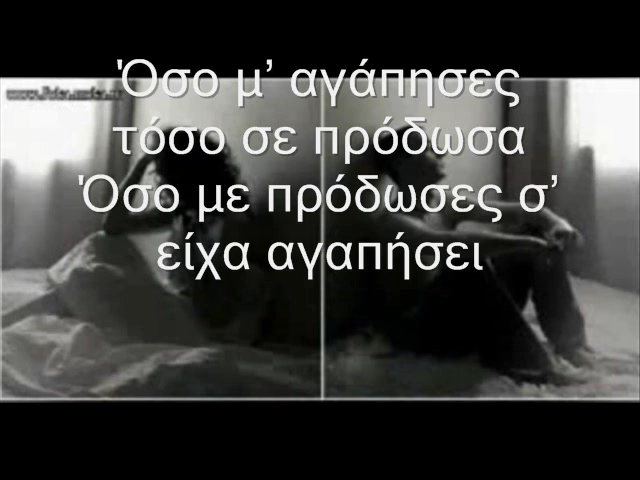 Όσο μ’ αγάπησες
τόσο σε πρόδωσα
Όσο με πρόδωσες σ’
είχα αγαπήσει